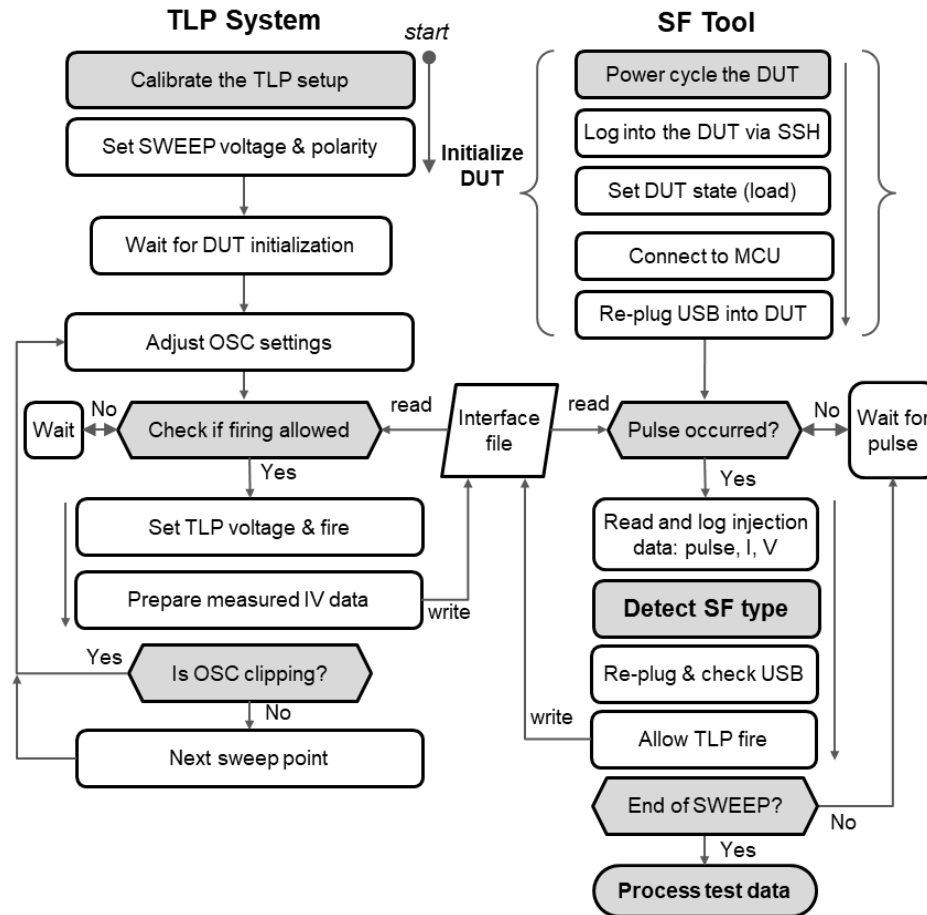 TLP System
start
Calibrate the TLP setup
Set SWEEP voltage & polarity
Initialize
DUT
Wait for DUT initialization
Adjust OSC settings
No
Wait
Check if firing allowed
read
Yes
Set TLP voltage & fire
Prepare measured IV data
write
Yes
Is OSC clipping?
No
Next sweep point
Interface
file
SF Tool
Power cycle the DUT
Log into the DUT via SSH
Set DUT state (load)
Connect to MCU
Re-plug USB into DUT
read
Pulse occurred?
No
Wait for
pulse
Yes
Read and log injection
data: pulse, I, V
Detect SF type
Re-plug & check USB
write
Allow TLP fire
End of SWEEP?
No
Yes
Process test data